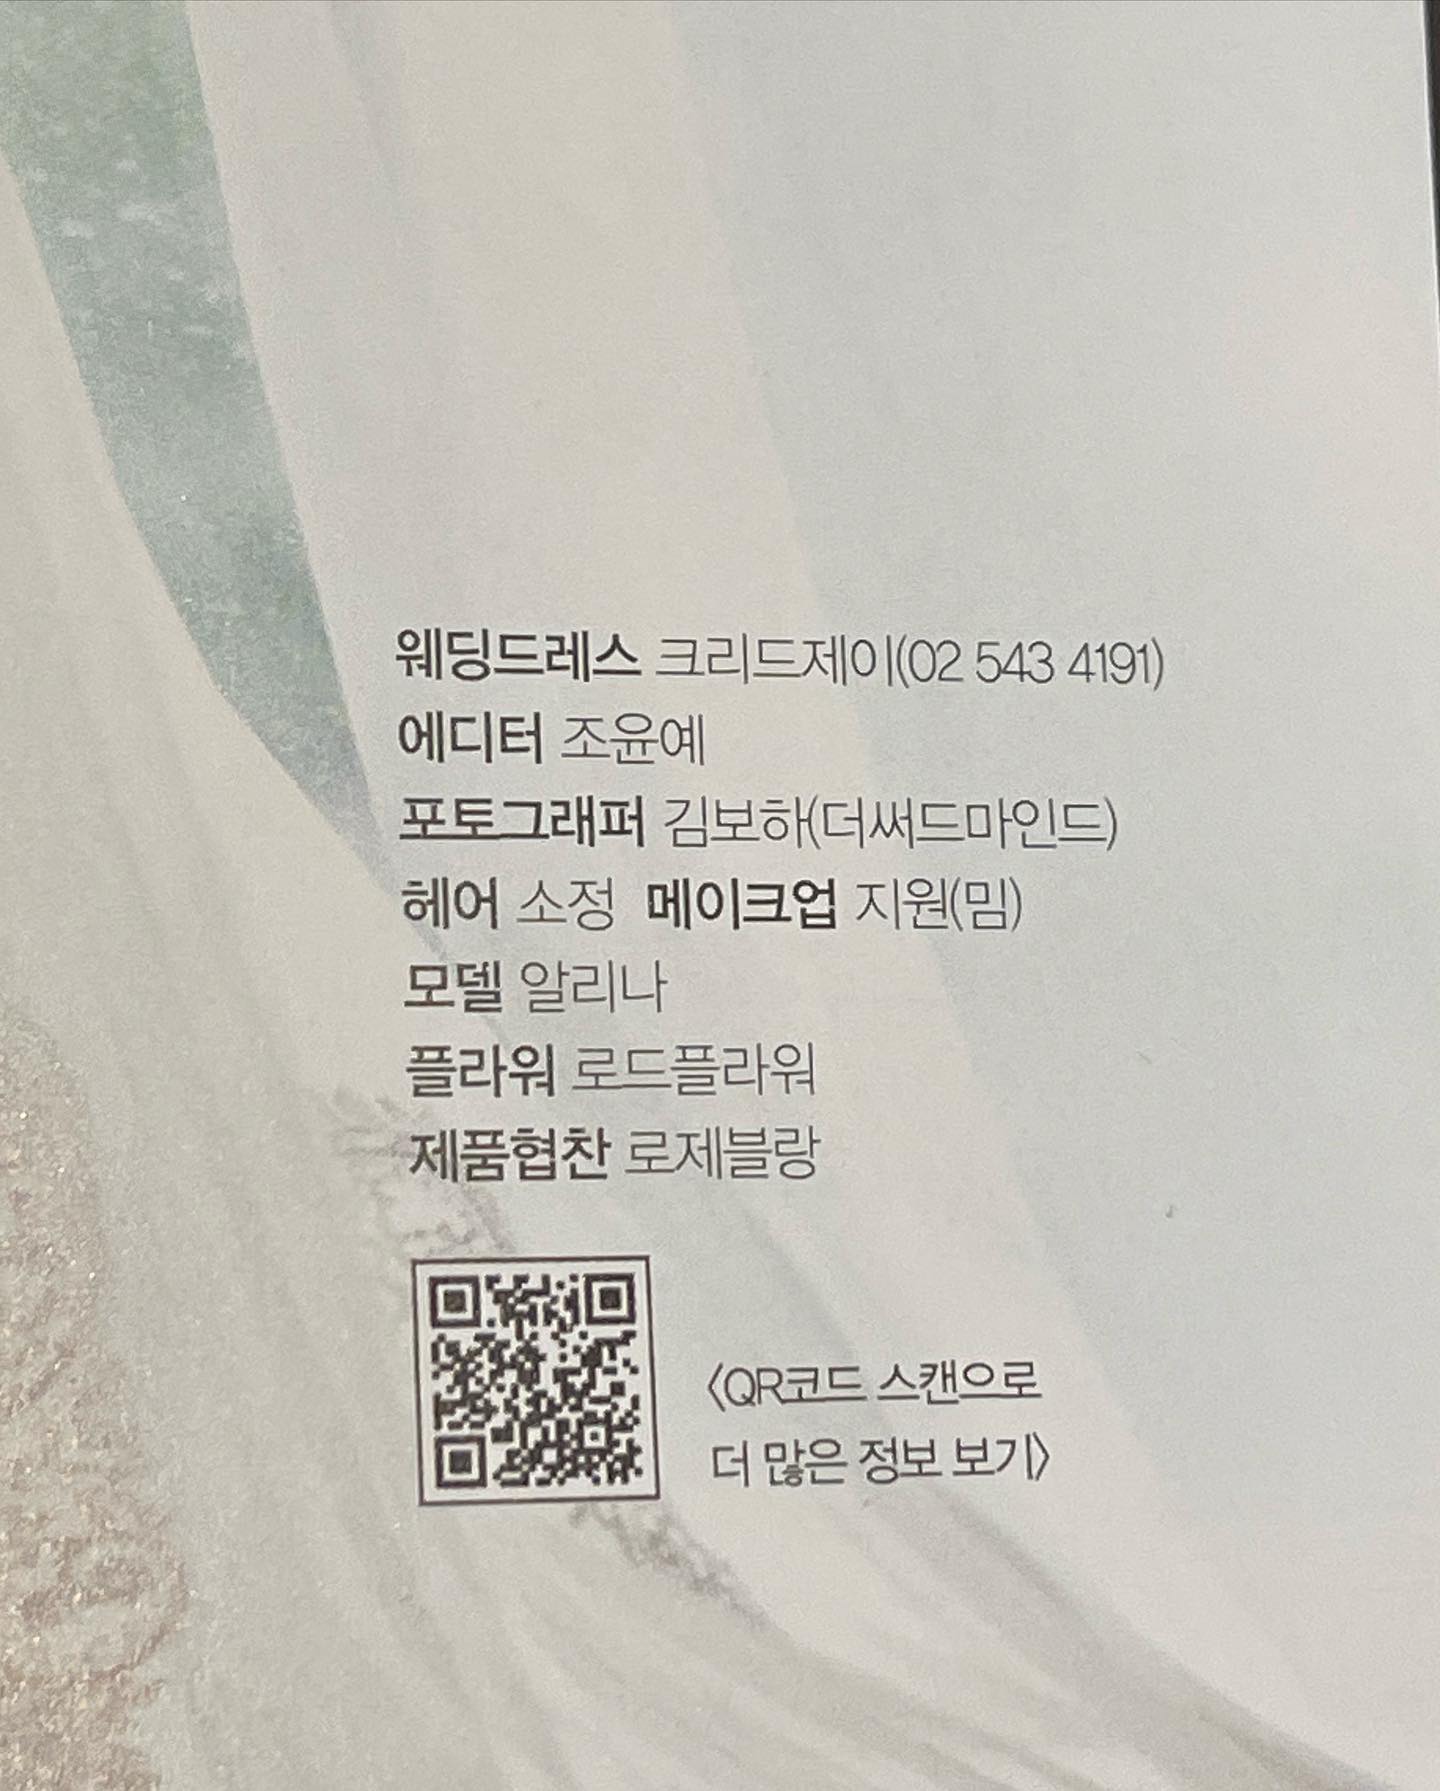 웨딩드레스 크리드제이(02 543 4191)
에디터 조윤예
포토그래퍼 김보하(더써드마인드)
헤어 소정 메이크업 지원(밈)
모델 알리나
플라워 로드플라워
제품협찬 로제블랑
〈QR코드 스캔으로
더 많은 정보 보기〉